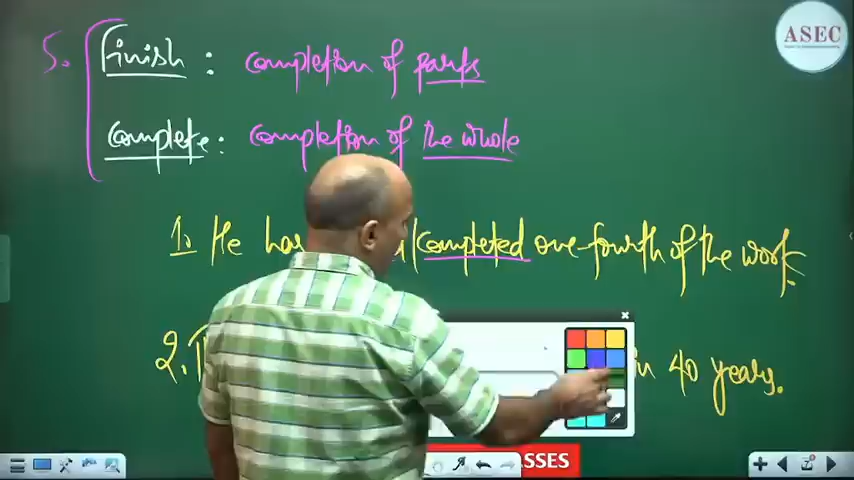 ASEC
5. Finish : completion of parts
complete : completion of the whole
1. He has completed one-fourth of the work.
2. in 40 years.
SSES